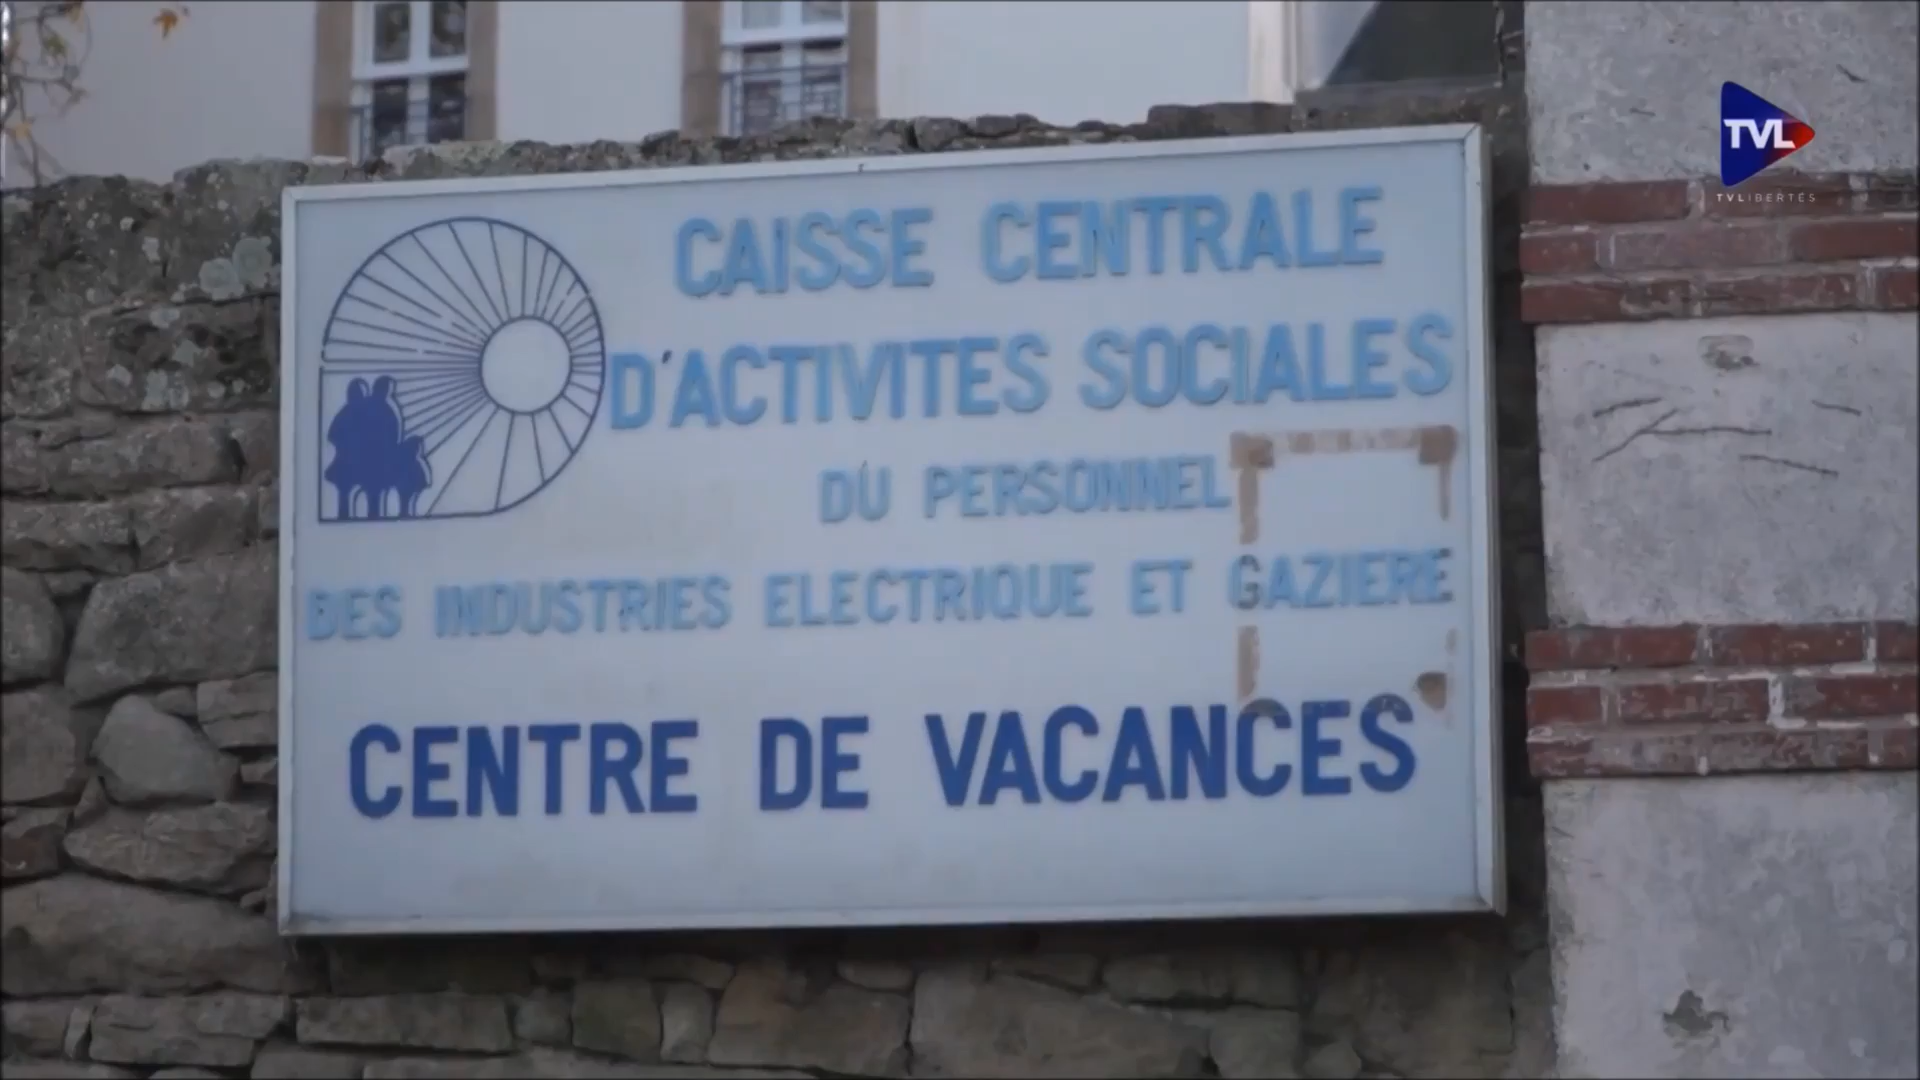 TVL
TVLIBERTÉS
CAISSE CENTRALE
D'ACTIVITES SOCIALES
DU PERSONNEL
DES INDUSTRIES ELECTRIQUE ET GAZIERE
CENTRE DE VACANCES